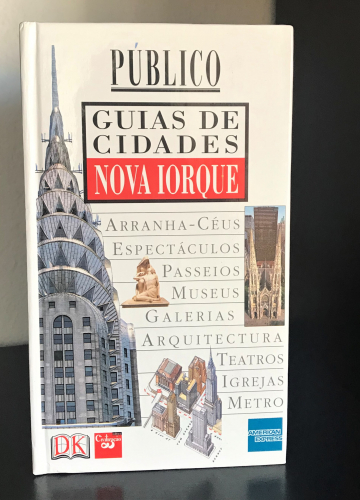 PÚBLICO
GUIAS DE
CIDADES
NOVA IORQUE
ARRANHA-CÉUS
ESPECTÁCULOS
PASSEIOS
MUSEUS
GALERIAS
ARQUITECTURA
TEATROS
IGREJAS
METRO
DK
AMERICAN
EXPRESS